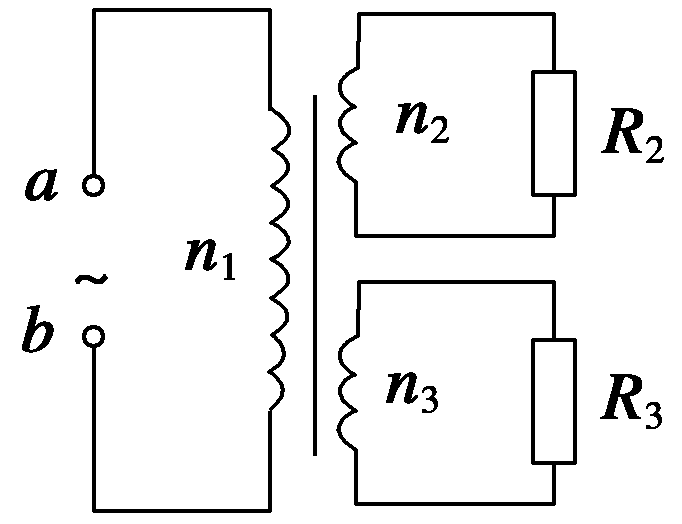 n₂
R₂
a
n₁
~
b
n₃
R₃